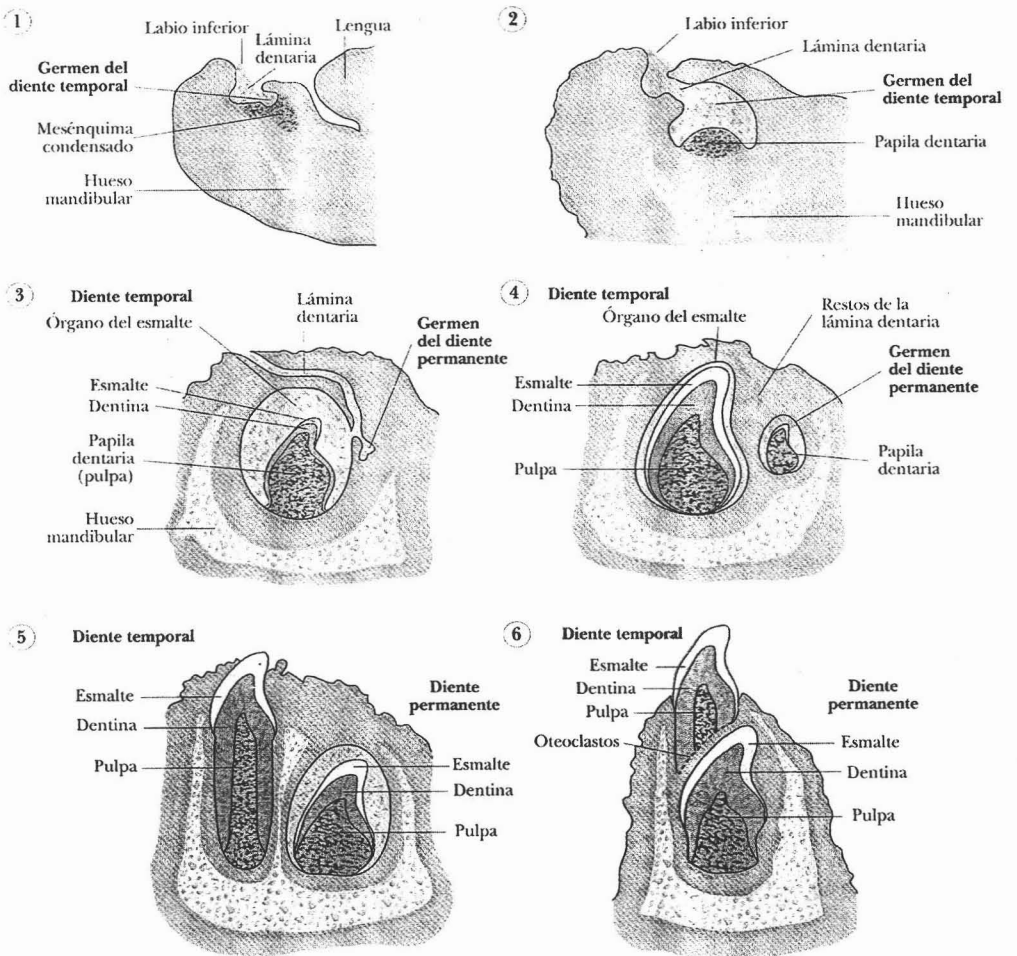 1
Labio inferior
Lámina
dentaria
Lengua
Germen del
diente temporal
Mesénquima
condensado
Hueso
mandibular
2
Labio inferior
Lámina dentaria
Germen del
diente temporal
Papila dentaria
Hueso
mandibular
3
Diente temporal
Órgano del esmalte
Lámina
dentaria
Germen
del diente
permanente
Esmalte
Dentina
Papila
dentaria
(pulpa)
Hueso
mandibular
4
Diente temporal
Órgano del esmalte
Restos de la
lámina dentaria
Germen
del diente
permanente
Esmalte
Dentina
Pulpa
Papila
dentaria
5
Diente temporal
Esmalte
Dentina
Pulpa
Diente
permanente
Esmalte
Dentina
Pulpa
6
Diente temporal
Esmalte
Dentina
Pulpa
Oteoclastos
Diente
permanente
Esmalte
Dentina
Pulpa